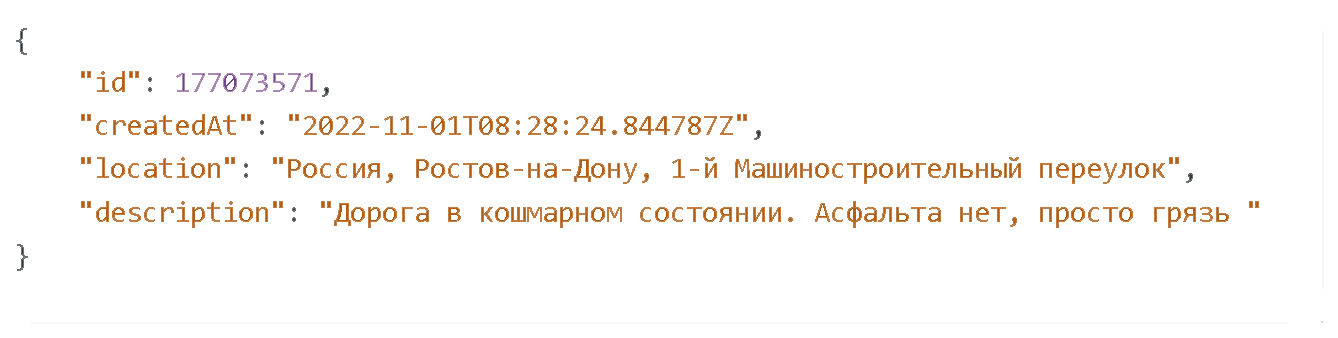 {
"id": 177073571,
"createdAt": "2022-11-01T08:28:24.844787Z",
"location": "Россия, Ростов-на-Дону, 1-й Машиностроительный переулок",
"description": "Дорога в кошмарном состоянии. Асфальта нет, просто грязь "
}